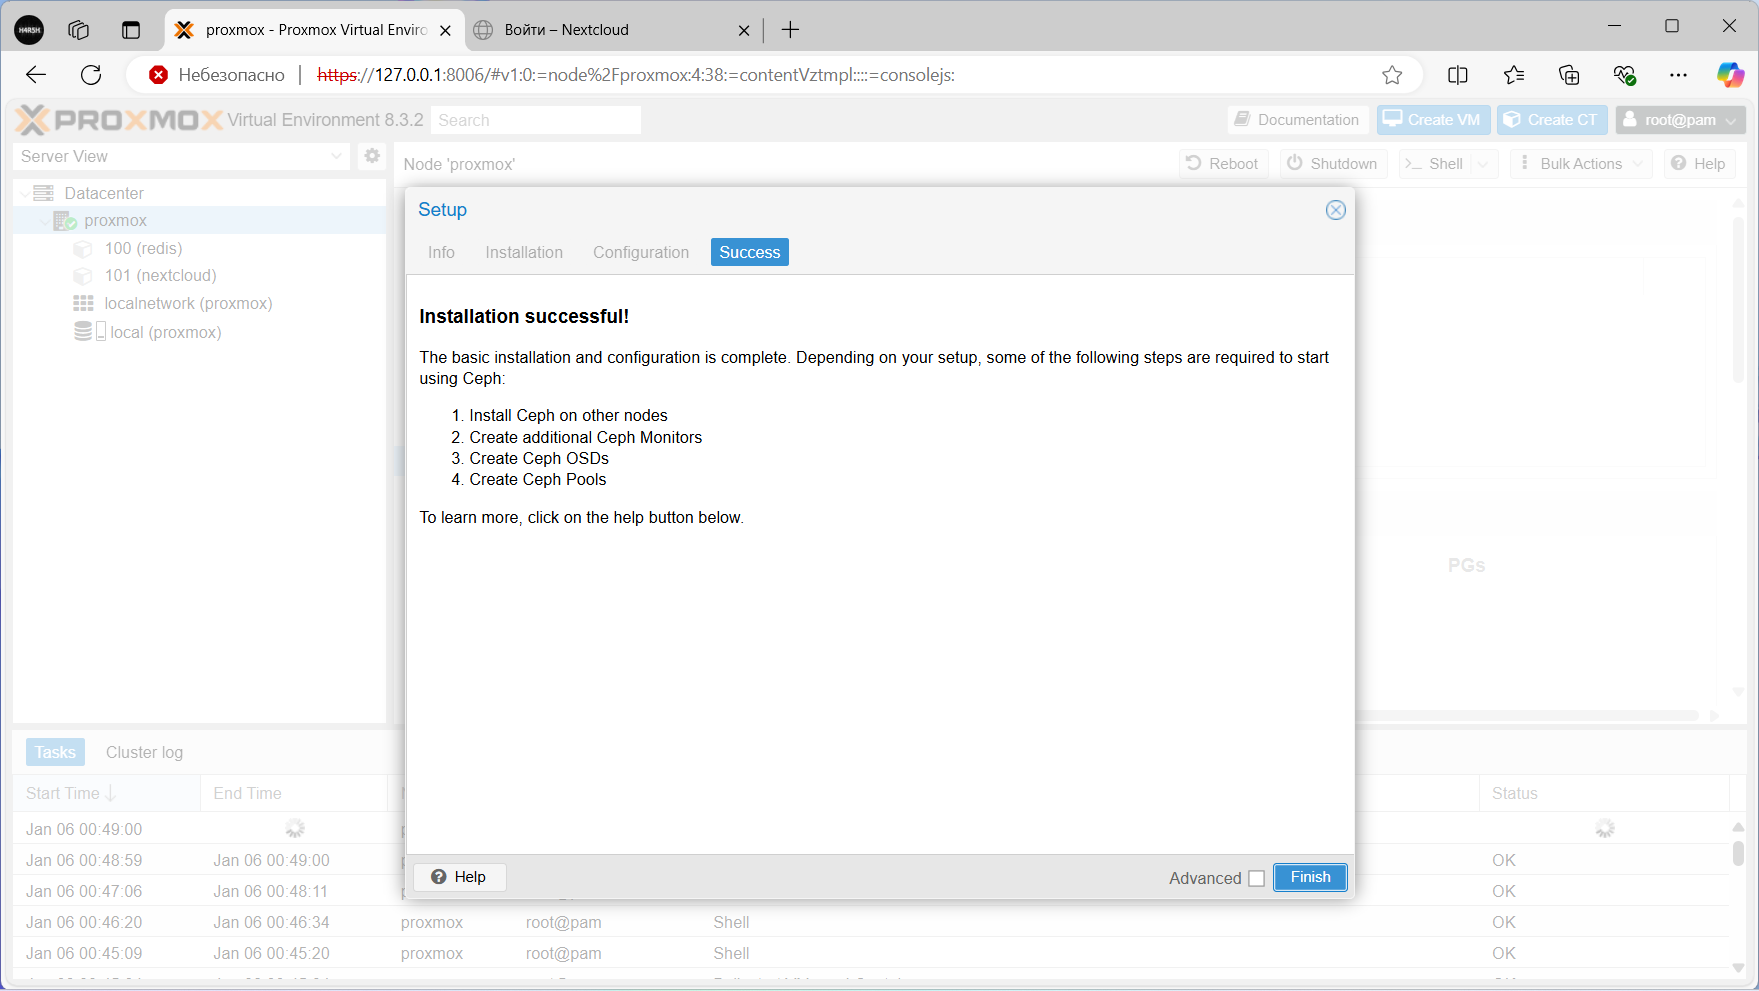 HARSH
proxmox - Proxmox Virtual Enviro
Войти – Nextcloud
Небезопасно
https://127.0.0.1:8006/#v1:0:=node%2Fproxmox:4:38:=contentVztmpl::::=consolejs:
PROXMOX Virtual Environment 8.3.2
Search
Documentation
Create VM
Create CT
root@pam
Server View
Node 'proxmox'
Reboot
Shutdown
Shell
Bulk Actions
Help
Datacenter
proxmox
100 (redis)
101 (nextcloud)
localnetwork (proxmox)
local (proxmox)
Setup
Info
Installation
Configuration
Success
Installation successful!
The basic installation and configuration is complete. Depending on your setup, some of the following steps are required to start
using Ceph:
1. Install Ceph on other nodes
2. Create additional Ceph Monitors
3. Create Ceph OSDs
4. Create Ceph Pools
To learn more, click on the help button below.
PGs
Help
Advanced
Finish
Tasks
Cluster log
Start Time
End Time
Status
Jan 06 00:49:00
Jan 06 00:48:59
Jan 06 00:49:00
OK
Jan 06 00:47:06
Jan 06 00:48:11
OK
Jan 06 00:46:20
Jan 06 00:46:34
proxmox
root@pam
Shell
OK
Jan 06 00:45:09
Jan 06 00:45:20
proxmox
root@pam
Shell
OK